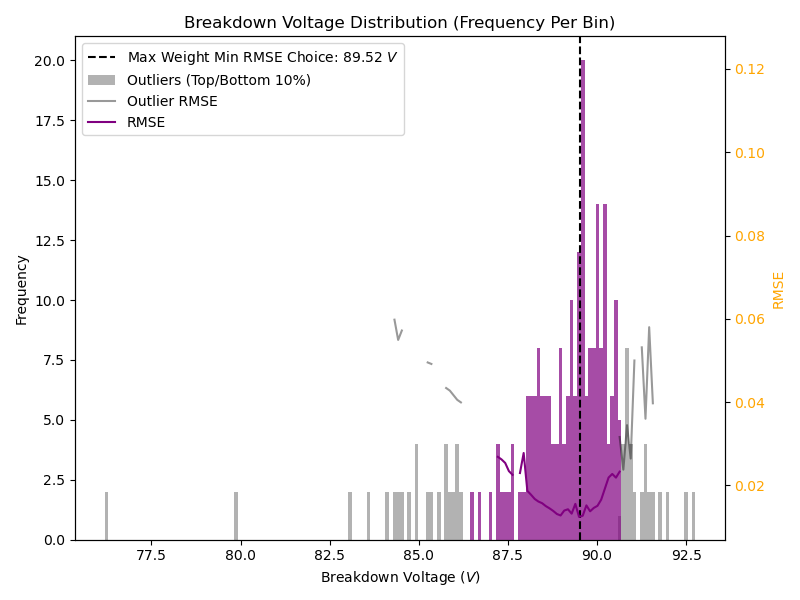 Breakdown Voltage Distribution (Frequency Per Bin)
Max Weight Min RMSE Choice: 89.52 V
Outliers (Top/Bottom 10%)
Outlier RMSE
RMSE
Frequency
20.0
17.5
15.0
12.5
10.0
7.5
5.0
2.5
0.0
0.12
0.10
0.08
0.06
0.04
0.02
RMSE
77.5
80.0
82.5
85.0
87.5
90.0
92.5
Breakdown Voltage (V)